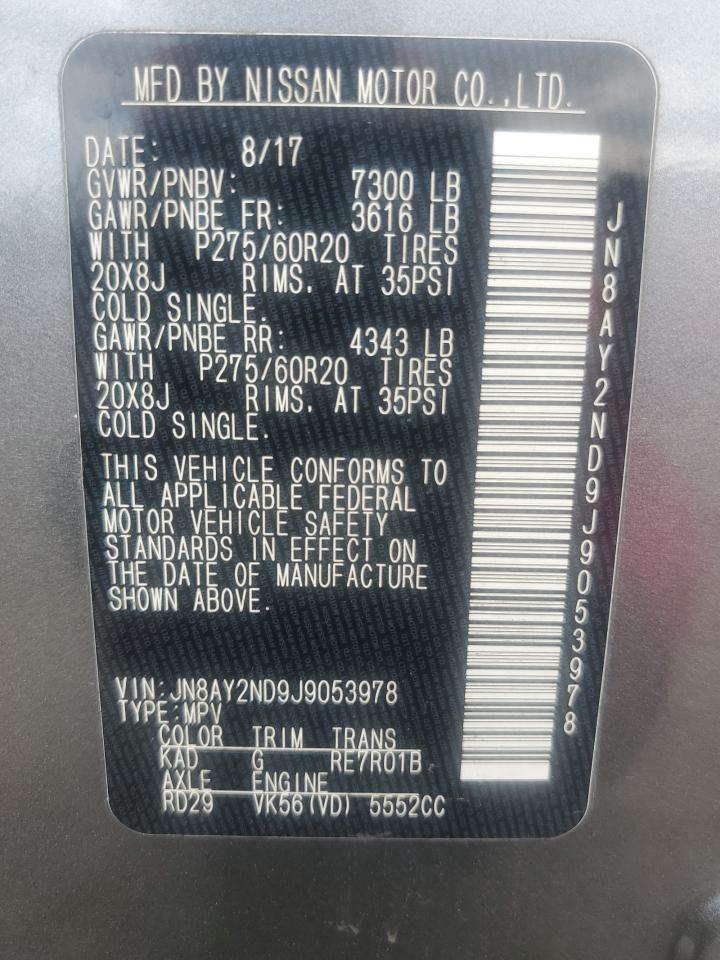 MFD BY NISSAN MOTOR CO.,LTD.
DATE: 8/17
GVWR/PNBV: 7300 LB
GAWR/PNBE FR: 3616 LB
WITH P275/60R20 TIRES
20X8J RIMS, AT 35PSI
COLD SINGLE.
GAWR/PNBE RR: 4343 LB
WITH P275/60R20 TIRES
20X8J RIMS, AT 35PSI
COLD SINGLE.
THIS VEHICLE CONFORMS TO
ALL APPLICABLE FEDERAL
MOTOR VEHICLE SAFETY
STANDARDS IN EFFECT ON
THE DATE OF MANUFACTURE
SHOWN ABOVE.
VIN:JN8AY2ND9J9053978
TYPE:MPV
COLOR TRIM TRANS
KAD G RE7R01B
AXLE ENGINE
RD29 VK56(VD) 5552CC
JN8AY2ND9J9053978